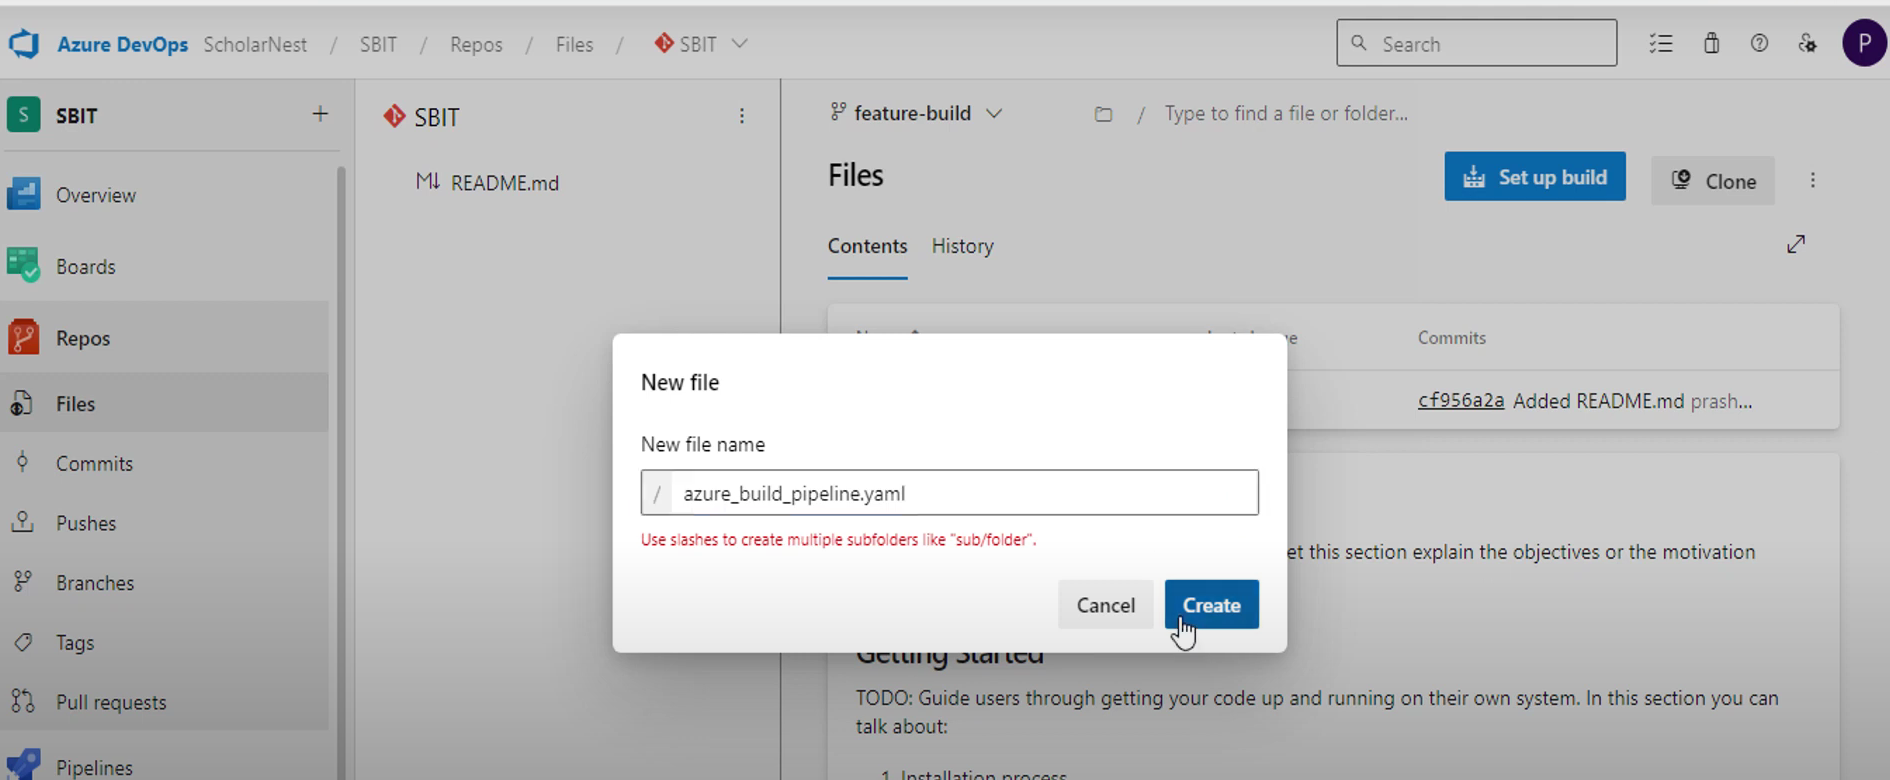 Azure DevOps ScholarNest / SBIT / Repos / Files / SBIT
Search
P
S SBIT +
Overview
Boards
Repos
Files
Commits
Pushes
Branches
Tags
Pull requests
Pipelines
SBIT
README.md
feature-build
/ Type to find a file or folder...
Files
Set up build
Clone
Contents History
Commits
cf956a2a Added README.md prash...
New file
New file name
/ azure_build_pipeline.yaml
Use slashes to create multiple subfolders like "sub/folder".
Cancel Create
this section explain the objectives or the motivation
Getting Started
TODO: Guide users through getting your code up and running on their own system. In this section you can
talk about:
1. Installation process